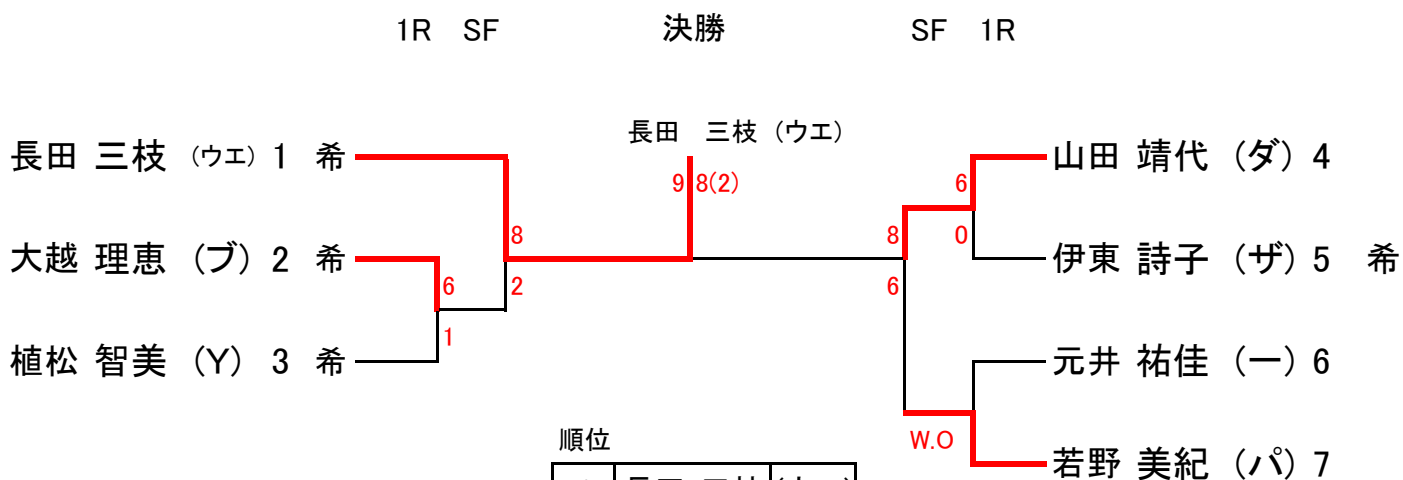 1R SF 決勝 SF 1R
長田 三枝 (ウエ)
長田 三枝 (ウエ) 1 希
9 8(2)
6
山田 靖代 (ダ) 4
8
8
0
大越 理恵 (ブ) 2 希
伊東 詩子 (ザ) 5 希
6
2
6
1
植松 智美 (Y) 3 希
元井 祐佳 (一) 6
順位
W.O
若野 美紀 (パ) 7